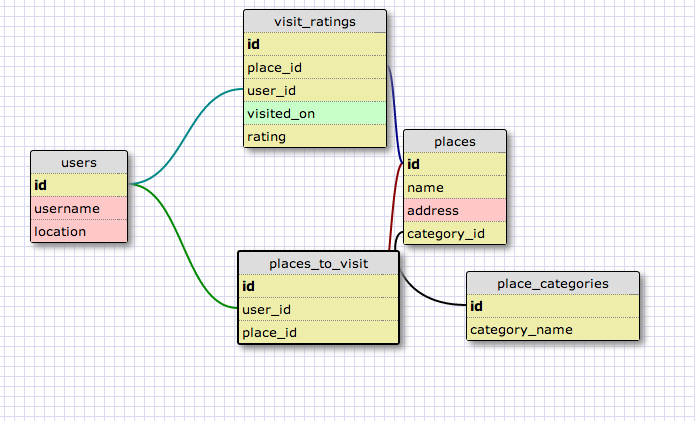 visit_ratings
id
place_id
user_id
visited_on
rating
places
id
name
address
category_id
users
id
username
location
places_to_visit
id
user_id
place_id
place_categories
id
category_name